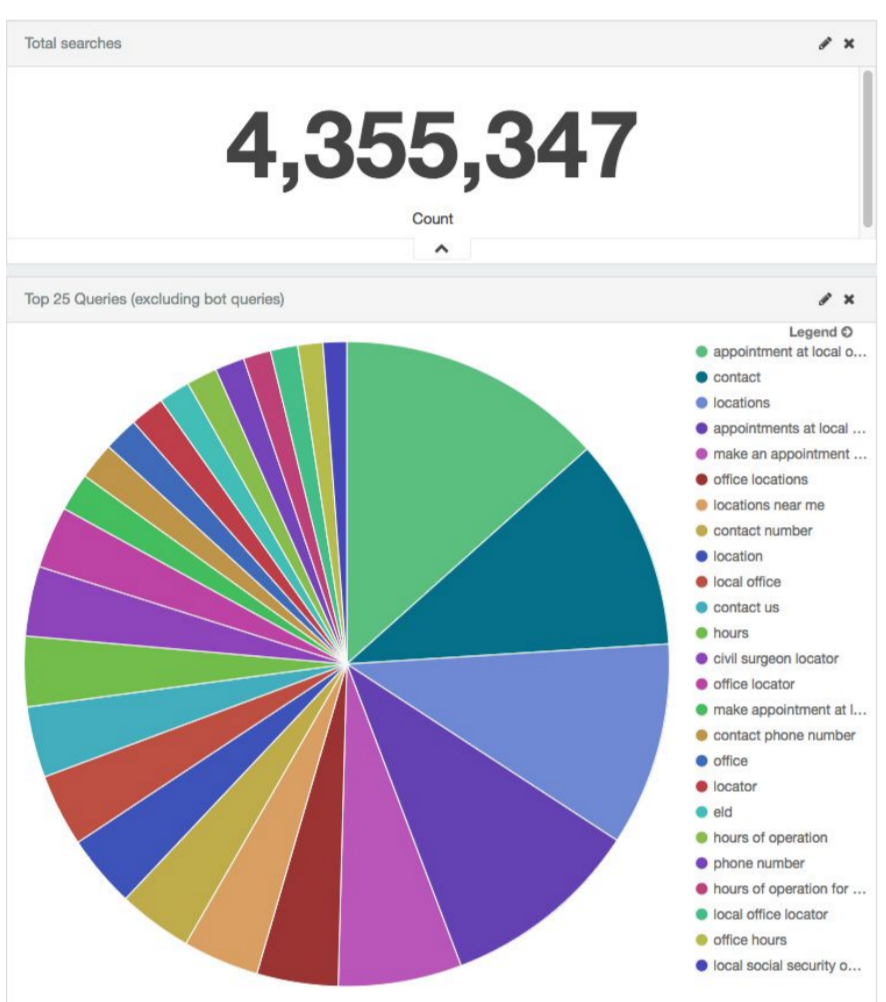 Total searches
4,355,347
Count
Top 25 Queries (excluding bot queries)
Legend
appointment at local o...
contact
locations
appointments at local ...
make an appointment ...
office locations
locations near me
contact number
location
local office
contact us
hours
civil surgeon locator
office locator
make appointment at l...
contact phone number
office
locator
eld
hours of operation
phone number
hours of operation for ...
local office locator
office hours
local social security o...